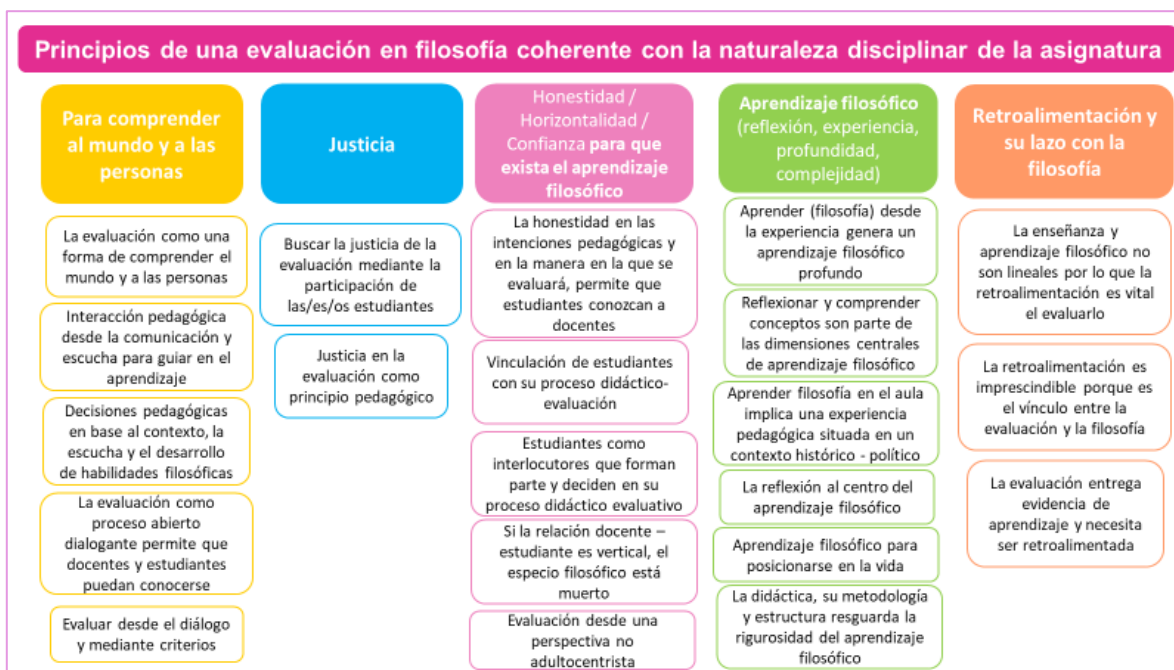 Principios de una evaluación en filosofía coherente con la naturaleza disciplinar de la asignatura
Para comprender
al mundo y a las
personas
La evaluación como una
forma de comprender el
mundo y a las personas
Interacción pedagógica
desde la comunicación y
escucha para guiar en el
aprendizaje
Decisiones pedagógicas
en base al contexto, la
escucha y el desarrollo
de habilidades filosóficas
La evaluación como
proceso abierto
dialogante permite que
docentes y estudiantes
puedan conocerse
Evaluar desde el diálogo
y mediante criterios
Justicia
Buscar la justicia de la
evaluación mediante la
participación de
las/es/os estudiantes
Justicia en la
evaluación como
principio pedagógico
Honestidad /
Horizontalidad /
Confianza para que
exista el aprendizaje
filosófico
La honestidad en las
intenciones pedagógicas y
en la manera en la que se
evaluará, permite que
estudiantes conozcan a
docentes
Vinculación de estudiantes
con su proceso didáctico-
evaluación
Estudiantes como
interlocutores que forman
parte y deciden en su
proceso didáctico evaluativo
Si la relación docente –
estudiante es vertical, el
especio filosófico está
muerto
Evaluación desde una
perspectiva no
adultocentrista
Aprendizaje filosófico
(reflexión, experiencia,
profundidad,
complejidad)
Aprender (filosofía) desde
la experiencia genera un
aprendizaje filosófico
profundo
Reflexionar y comprender
conceptos son parte de
las dimensiones centrales
de aprendizaje filosófico
Aprender filosofía en el aula
implica una experiencia
pedagógica situada en un
contexto histórico - político
La reflexión al centro del
aprendizaje filosófico
Aprendizaje filosófico para
posicionarse en la vida
La didáctica, su metodología
y estructura resguarda la
rigurosidad del aprendizaje
filosófico
Retroalimentación y
su lazo con la
filosofía
La enseñanza y
aprendizaje filosófico no
son lineales por lo que la
retroalimentación es vital
el evaluarlo
La retroalimentación es
imprescindible porque es
el vínculo entre la
evaluación y la filosofía
La evaluación entrega
evidencia de
aprendizaje y necesita
ser retroalimentada